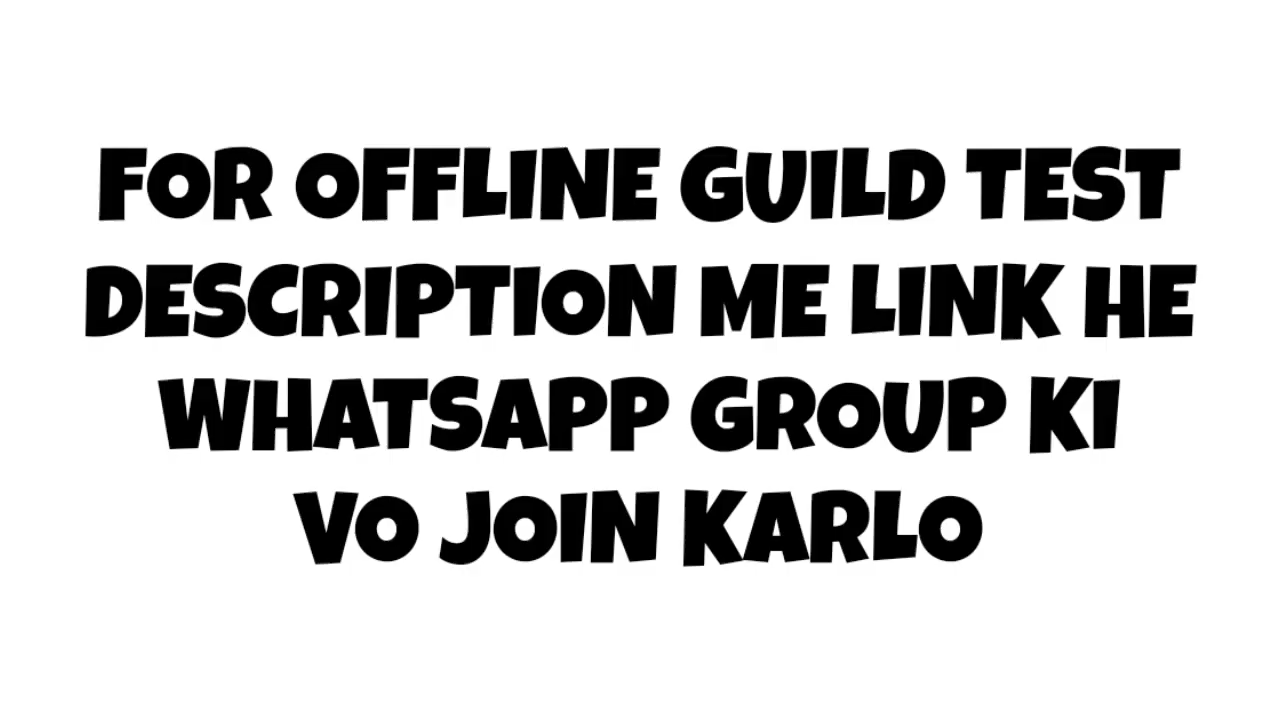 FOR OFFLINE GUILD TEST
DESCRIPTION ME LINK HE
WHATSAPP GROUP KI
VO JOIN KARLO